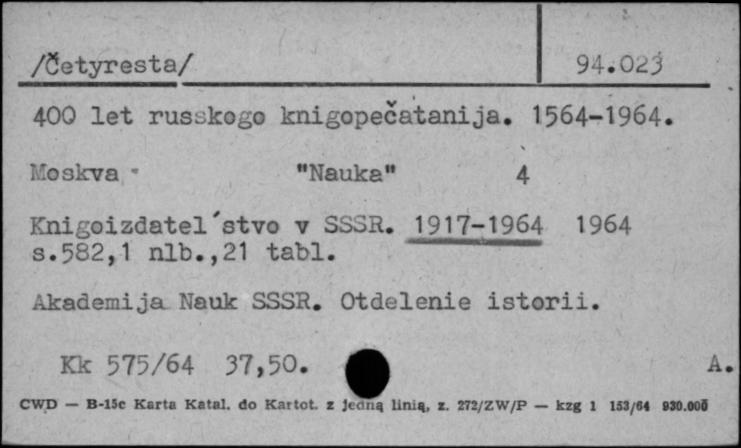 /Četyresta/ 94.023
400 let russkogo knigopečatanija. 1564-1964.
Moskva "Nauka" 4
Knigoizdatel´stvo v SSSR. 1917-1964 1964
s.582,1 nlb.,21 tabl.
Akademija Nauk SSSR. Otdelenie istorii.
Kk 575/64 37,50. A.
CWD — B-15c Karta Katal. do Kartot. z jedną linią, z. 272/ZW/P — kzg 1 153/64 930.000